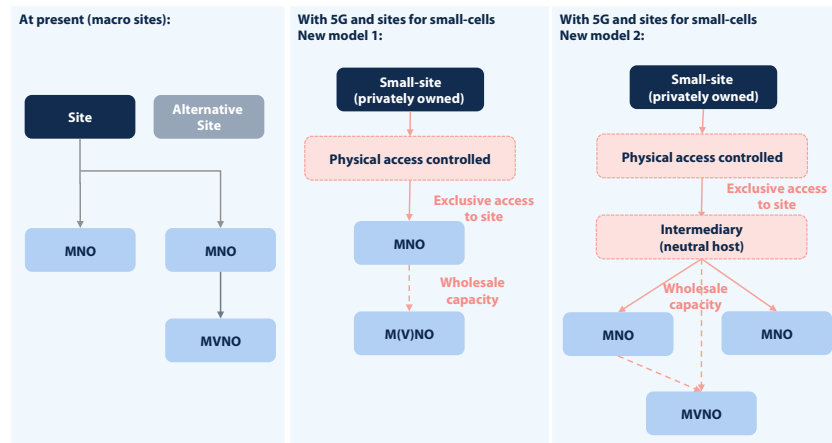 At present (macro sites):
Site
Alternative
Site
MNO
MNO
MVNO
With 5G and sites for small-cells
New model 1:
Small-site
(privately owned)
Physical access controlled
Exclusive access
to site
MNO
Wholesale
capacity
M(V)NO
With 5G and sites for small-cells
New model 2:
Small-site
(privately owned)
Physical access controlled
Exclusive access
to site
Intermediary
(neutral host)
Wholesale
capacity
MNO
MNO
MVNO